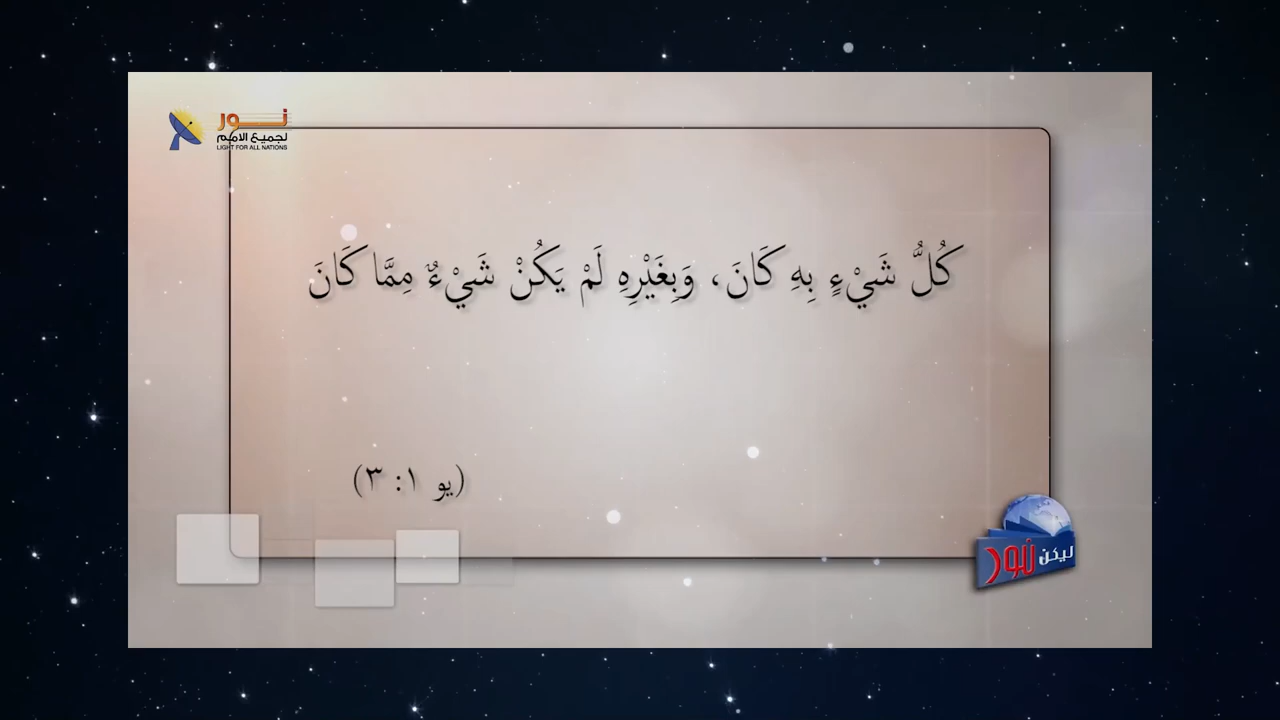 نور
لجميع الامم
LIGHT FOR ALL NATIONS
كُلُّ شَيْءٍ بِهِ كَانَ، وَبِغَيْرِهِ لَمْ يَكُنْ شَيْءٌ مِمَّا كَانَ
(يو ١: ٣)
ليكن نور